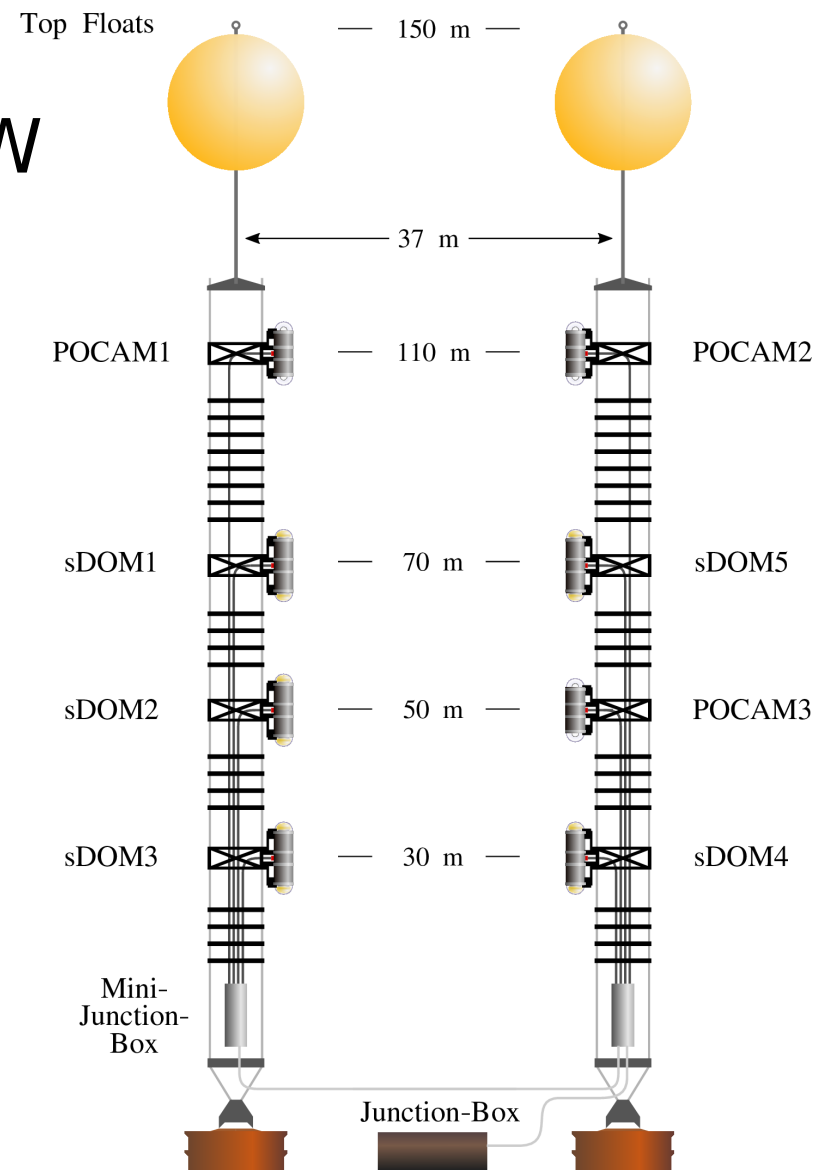 Top Floats
150 m
W
37 m
POCAM1
110 m
POCAM2
sDOM1
70 m
sDOM5
sDOM2
50 m
POCAM3
sDOM3
30 m
sDOM4
Mini-
Junction-
Box
Junction-Box